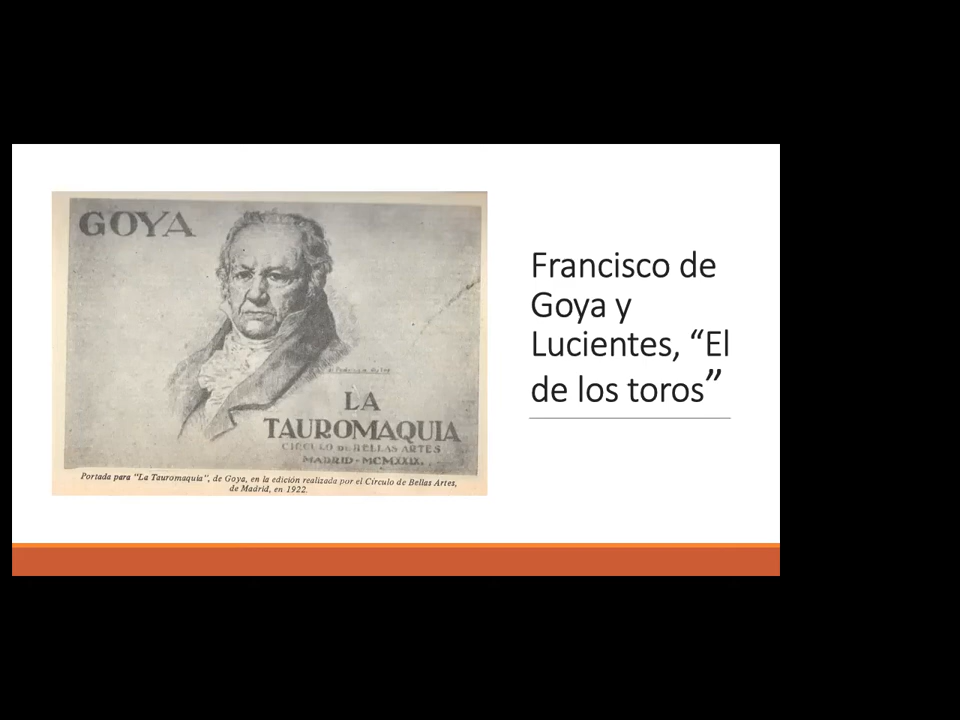 GOYA
LA
TAUROMAQUIA
CIRCULO DE BELLAS ARTES
MADRID-MCMXXIX.
Portada para "La Tauromaquia", de Goya, en la edición realizada por el Círculo de Bellas Artes,
de Madrid, en 1922.
Francisco de
Goya y
Lucientes, “El
de los toros”